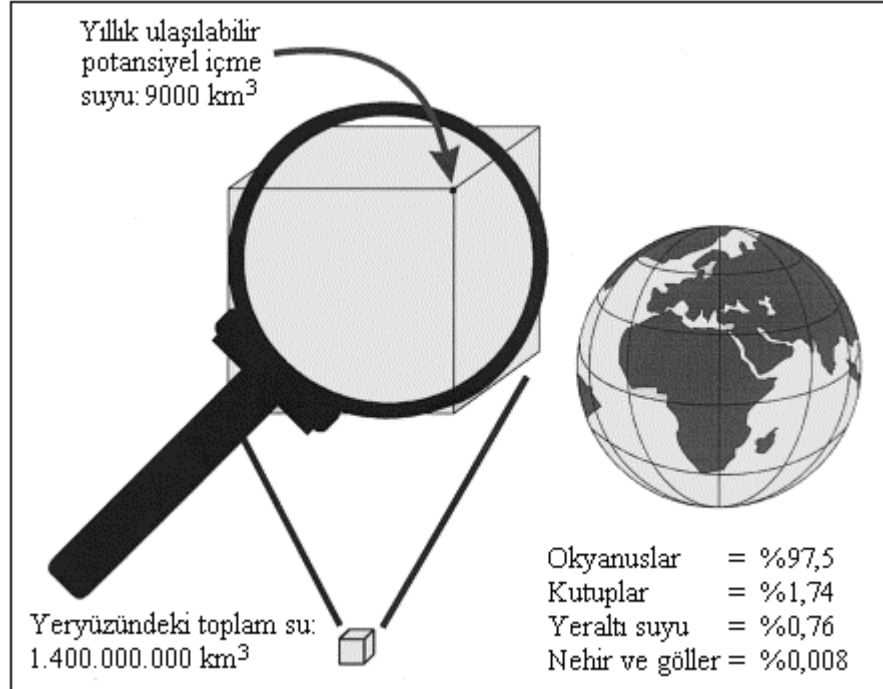 Yıllık ulaşılabilir
potansiyel içme
suyu: 9000 km³
Okyanuslar = %97,5
Kutuplar = %1,74
Yeraltı suyu = %0,76
Nehir ve göller = %0,008
Yeryüzündeki toplam su:
1.400.000.000 km³